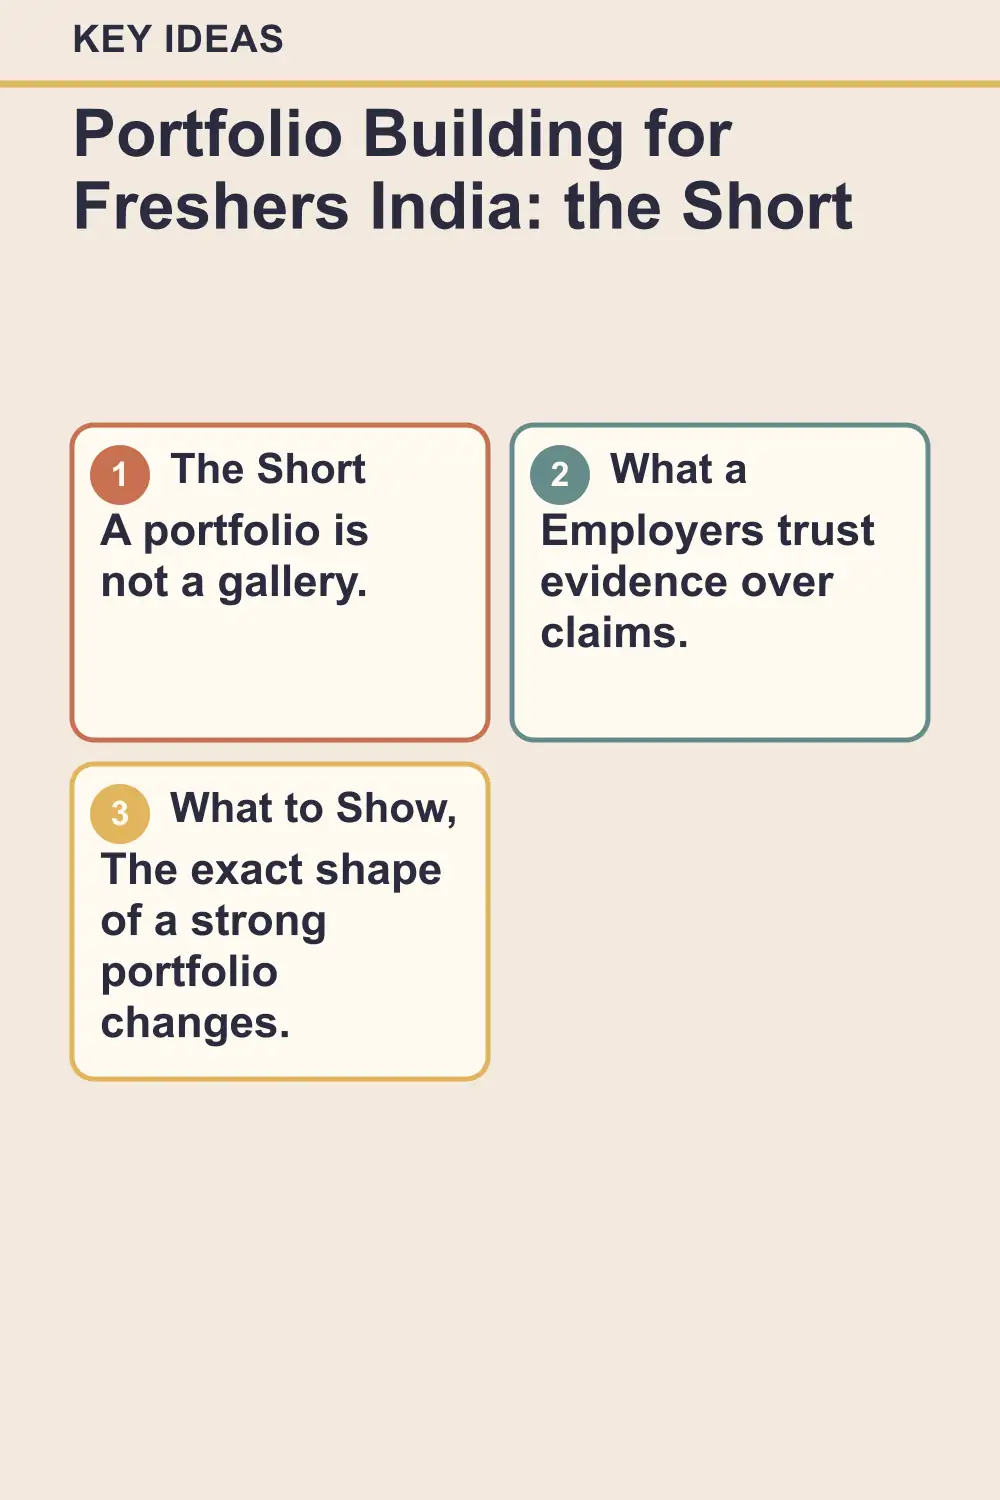 KEY IDEAS
Portfolio Building for
Freshers India: the Short
1 The Short
A portfolio is
not a gallery.
2 What a
Employers trust
evidence over
claims.
3 What to Show,
The exact shape
of a strong
portfolio
changes.